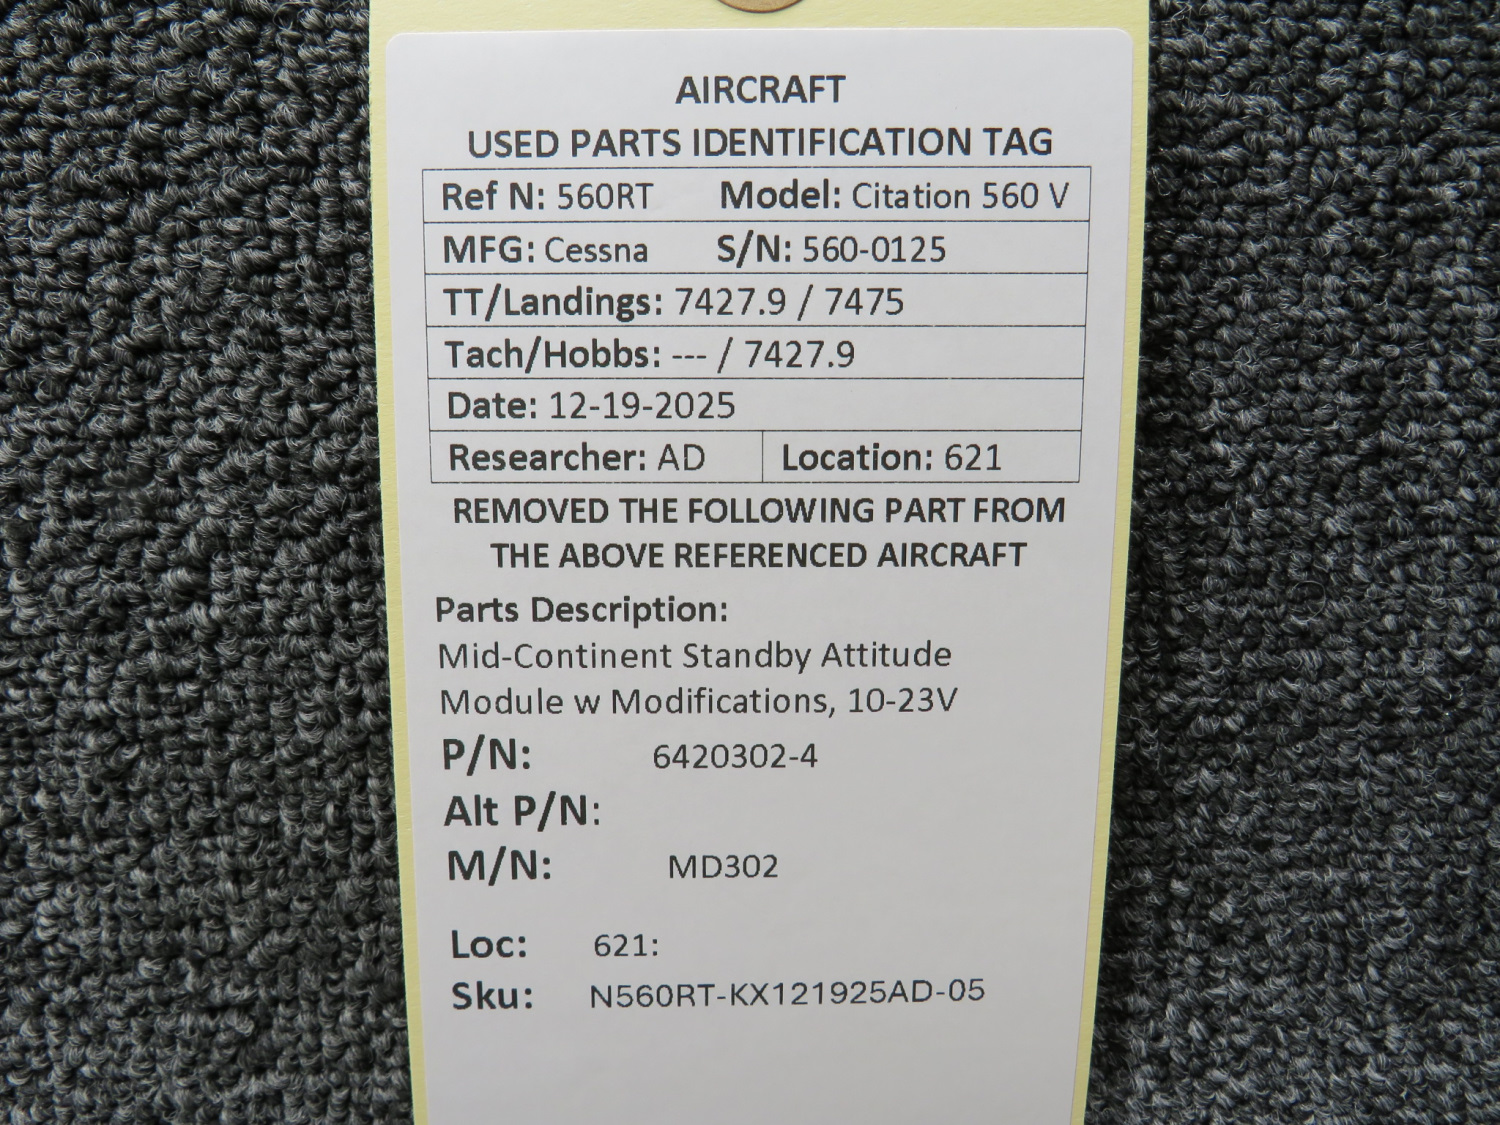 AIRCRAFT
USED PARTS IDENTIFICATION TAG
Ref N: 560RT Model: Citation 560 V
MFG: Cessna S/N: 560-0125
TT/Landings: 7427.9 / 7475
Tach/Hobbs: --- / 7427.9
Date: 12-19-2025
Researcher: AD Location: 621
REMOVED THE FOLLOWING PART FROM
THE ABOVE REFERENCED AIRCRAFT
Parts Description:
Mid-Continent Standby Attitude
Module w Modifications, 10-23V
P/N: 6420302-4
Alt P/N:
M/N: MD302
Loc: 621:
Sku: N560RT-KX121925AD-05